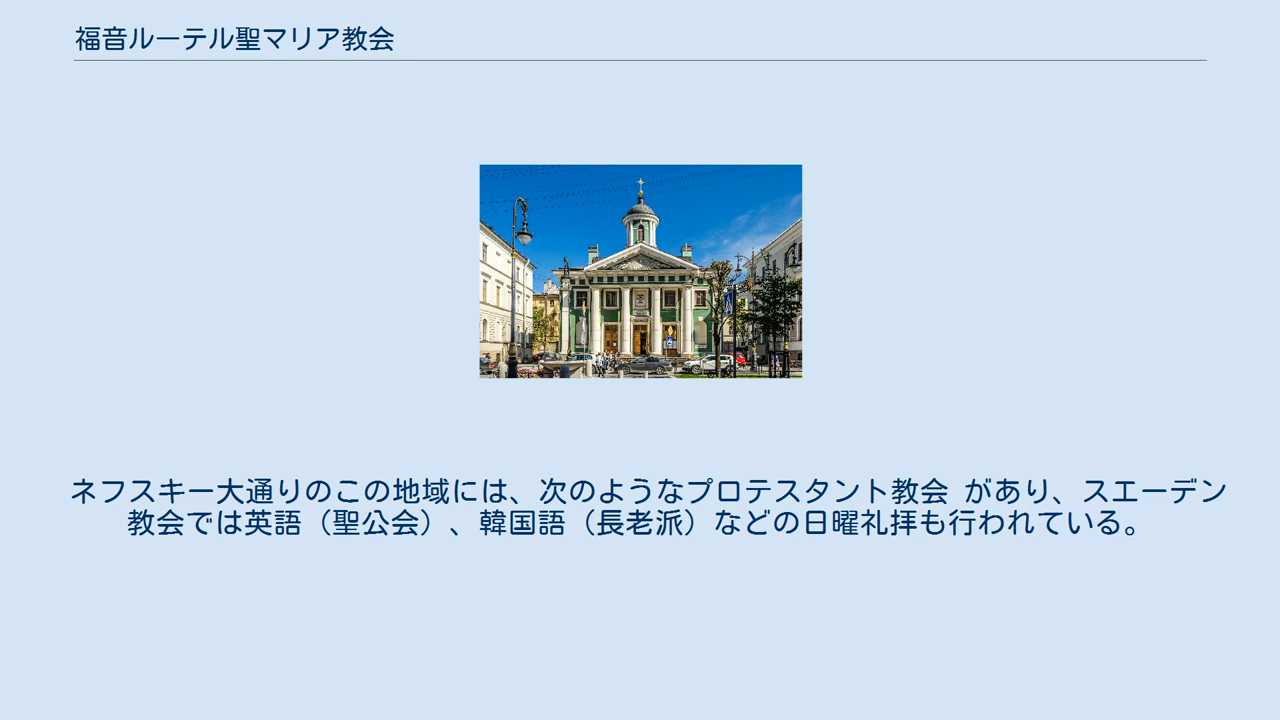 福音ルーテル聖マリア教会
ネフスキー大通りのこの地域には、次のようなプロテスタント教会 があり、スエーデン
教会では英語（聖公会）、韓国語（長老派）などの日曜礼拝も行われている。